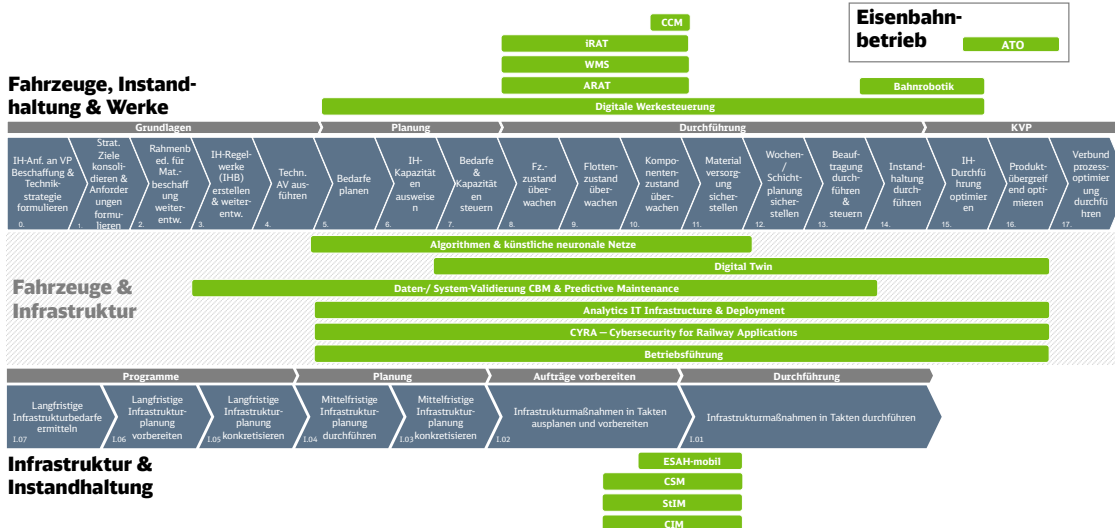 CCM
iRAT
WMS
ARAT
Eisenbahn-
betrieb
ATO
Fahrzeuge, Instand-
haltung & Werke
Bahnrobotik
Digitale Werkesteuerung
Grundlagen
Planung
Durchführung
KVP
IH-Anf. an VP
Beschaffung &
Technik-
strategie
formulieren
0.
Strat.
Ziele
konsoli-
dieren &
Anforder
ungen
formu-
lieren
1.
Rahmenb
ed. für
Mat.-
beschaff
ung
weiter-
entw.
2.
IH-Regel-
werke
(IHB)
erstellen
& weiter-
entw.
3.
Techn.
AV aus-
führen
4.
Bedarfe
planen
5.
IH-
Kapazität
en
ausweise
n
6.
Bedarfe
&
Kapazität
en
steuern
7.
Fz.-
zustand
über-
wachen
8.
Flotten-
zustand
über-
wachen
9.
Kompo-
nenten-
zustand
über-
wachen
10.
Material
versorg-
ung
sicher-
stellen
11.
Wochen-
/
Schicht-
planung
sicher-
stellen
12.
Beauf-
tragung
durch-
führen
& steuern
13.
Instand-
haltung
durch-
führen
14.
IH-
Durchfü
hrung
optimier
en
15.
Produkt-
übergreif
end opti-
mieren
16.
Verbund
prozess-
optimier
ung
durchfü
hren
17.
Fahrzeuge &
Infrastruktur
Algorithmen & künstliche neuronale Netze
Digital Twin
Daten-/ System-Validierung CBM & Predictive Maintenance
Analytics IT Infrastructure & Deployment
CYRA — Cybersecurity for Railway Applications
Betriebsführung
Programme
Planung
Aufträge vorbereiten
Durchführung
Langfristige
Infrastrukturbedarfe
ermitteln
I.07
Langfristige
Infrastruktur-
planung
vorbereiten
I.06
Langfristige
Infrastruktur-
planung
konkretisieren
I.05
Mittelfristige
Infrastruktur-
planung
durchführen
I.04
Mittelfristige
Infrastruktur-
planung
konkretisieren
I.03
Infrastrukturmaßnahmen in Takten
ausplanen und vorbereiten
I.02
Infrastrukturmaßnahmen in Takten durchführen
I.01
Infrastruktur &
Instandhaltung
ESAH-mobil
CSM
StIM
CIM